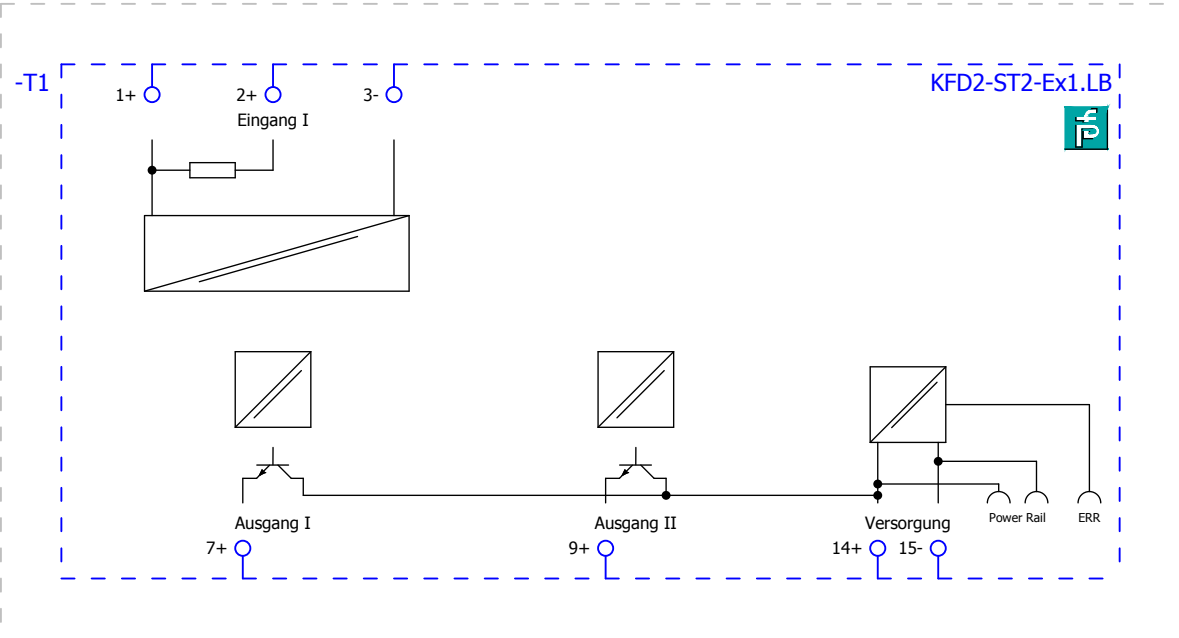 -T1
KFD2-ST2-Ex1.LB
1+
2+
3-
Eingang I
Ausgang I
Ausgang II
Versorgung
Power Rail
ERR
7+
9+
14+
15-